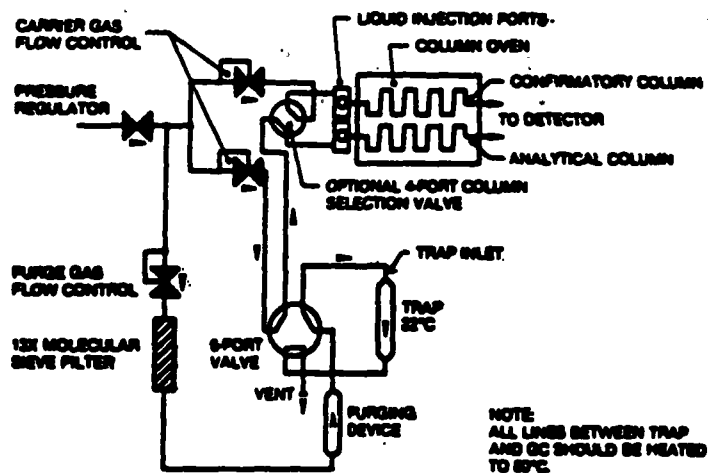 CARRIER GAS
FLOW CONTROL
LIQUID INJECTION PORTS
COLUMN OVEN
CONFIRMATORY COLUMN
PRESSURE
REGULATOR
TO DETECTOR
ANALYTICAL COLUMN
OPTIONAL 4-PORT COLUMN
SELECTION VALVE
TRAP INLET
PURGE GAS
FLOW CONTROL
TRAP
22°C
13X MOLECULAR
SIEVE FILTER
6-PORT
VALVE
VENT
PURGING
DEVICE
NOTE:
ALL LINES BETWEEN TRAP
AND GC SHOULD BE HEATED
TO 80°C